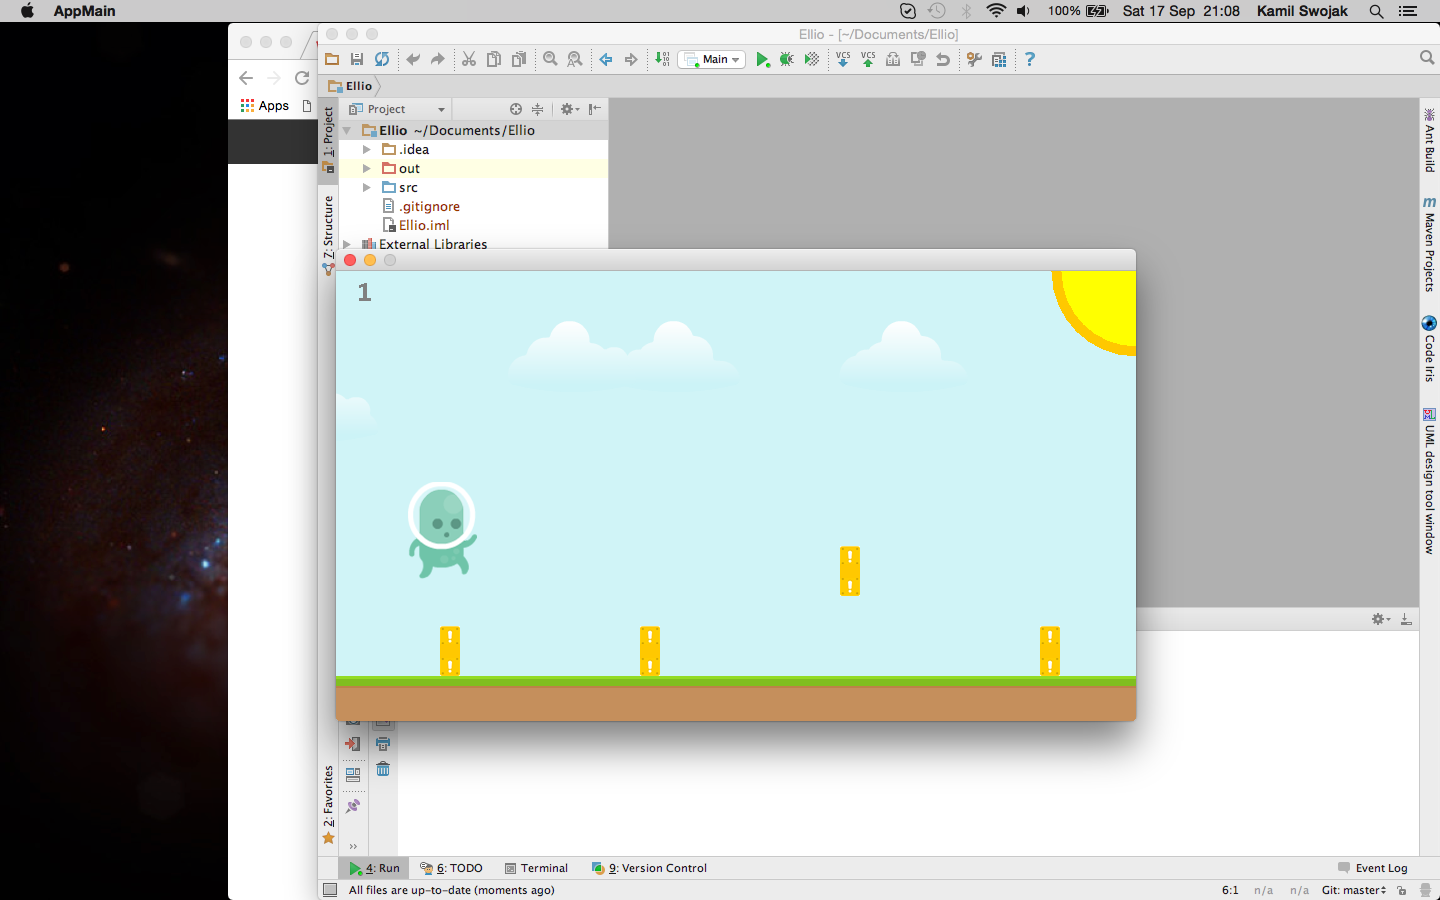 AppMain
100%
Sat 17 Sep 21:08
Kamil Swojak
Ellio - [~/Documents/Ellio]
Main
VCS
VCS
?
Apps
Ellio
1: Project
Project
Ellio ~/Documents/Ellio
.idea
out
src
.gitignore
Ellio.iml
External Libraries
Z: Structure
Ant Build
m
Maven Projects
Code Iris
UML design tool window
1
!
!
!
!
!
!
!
!
2: Favorites
4: Run
6: TODO
Terminal
9: Version Control
Event Log
All files are up-to-date (moments ago)
6:1
n/a
n/a
Git: master